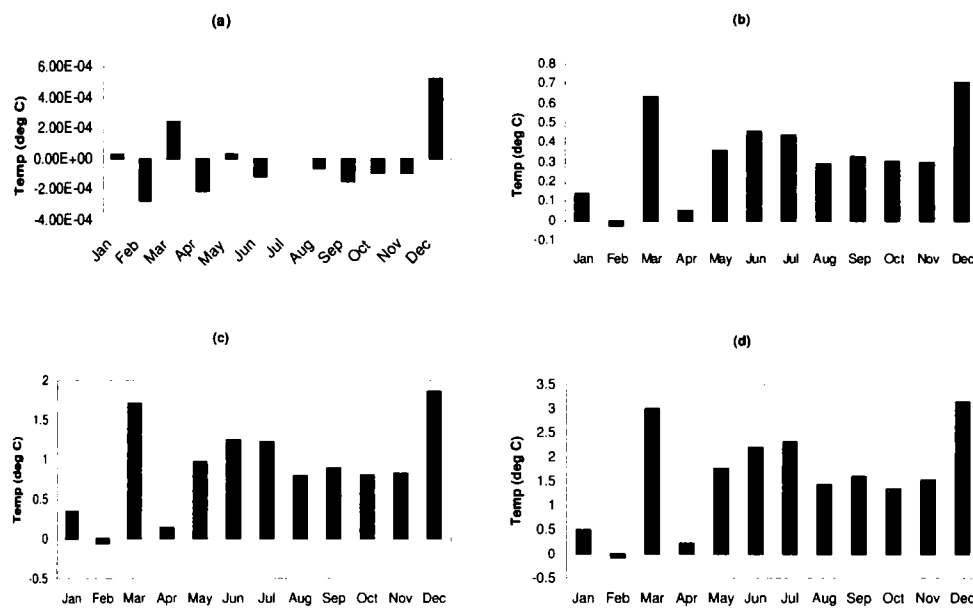 (a)
Temp (deg C)
6.00E-04
4.00E-04
2.00E-04
0.00E+00
-2.00E-04
-4.00E-04
Jan Feb Mar Apr May Jun Jul Aug Sep Oct Nov Dec
(b)
Temp (deg C)
0.8
0.7
0.6
0.5
0.4
0.3
0.2
0.1
0
-0.1
Jan Feb Mar Apr May Jun Jul Aug Sep Oct Nov Dec
(c)
Temp (deg C)
2
1.5
1
0.5
0
-0.5
Jan Feb Mar Apr May Jun Jul Aug Sep Oct Nov Dec
(d)
Temp (deg C)
3.5
3
2.5
2
1.5
1
0.5
0
-0.5
Jan Feb Mar Apr May Jun Jul Aug Sep Oct Nov Dec